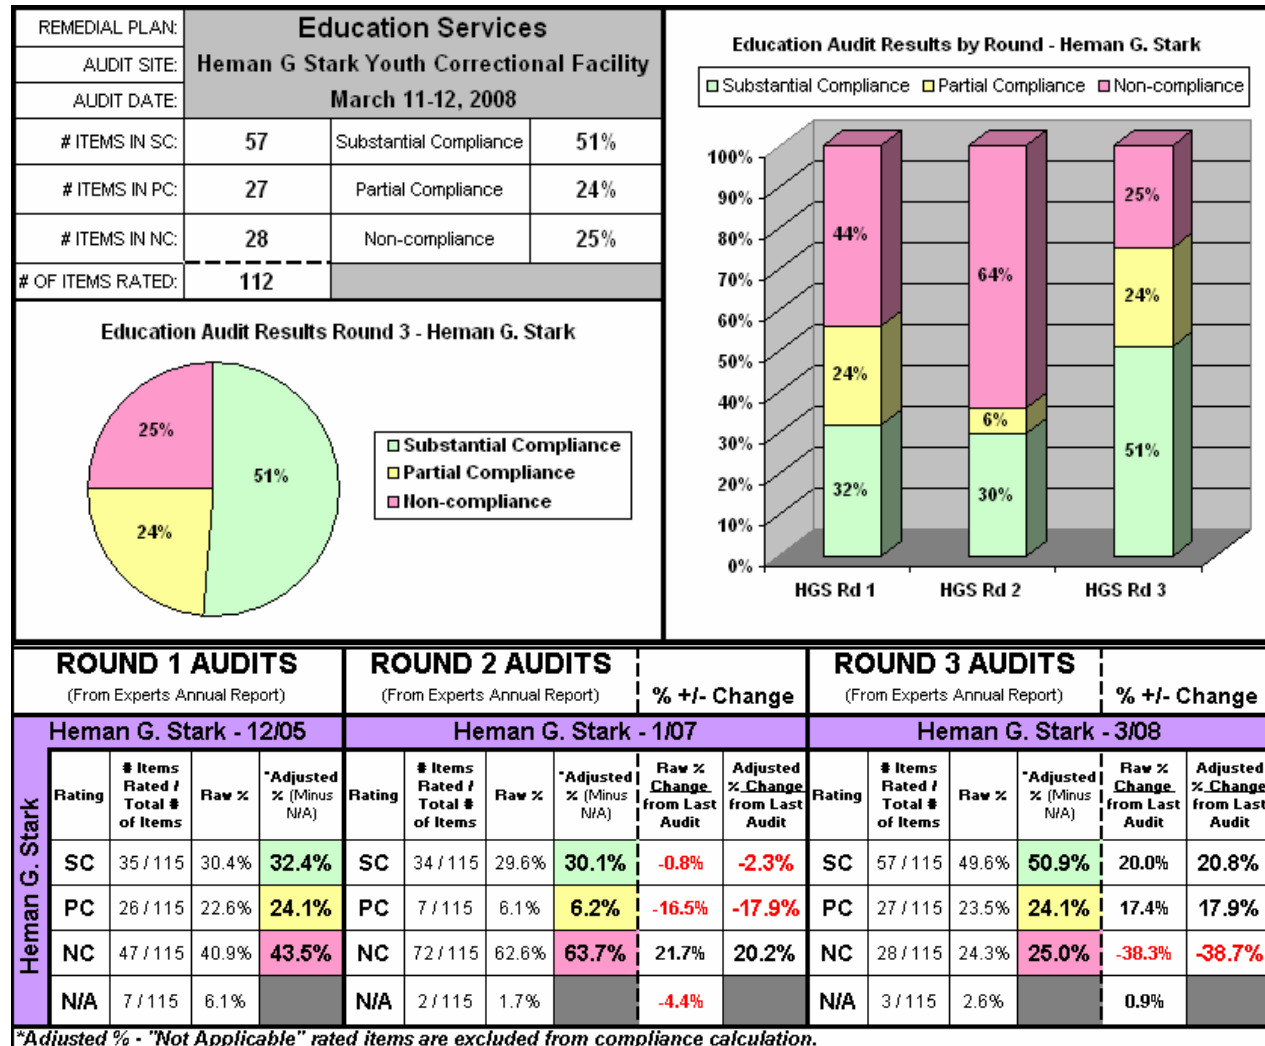 REMEDIAL PLAN: Education Services
AUDIT SITE: Heman G Stark Youth Correctional Facility
AUDIT DATE: March 11-12, 2008
# ITEMS IN SC: 57 Substantial Compliance 51%
# ITEMS IN PC: 27 Partial Compliance 24%
# ITEMS IN NC: 28 Non-compliance 25%
# OF ITEMS RATED: 112
Education Audit Results Round 3 - Heman G. Stark
25%
51%
24%
Substantial Compliance
Partial Compliance
Non-compliance
Education Audit Results by Round - Heman G. Stark
Substantial Compliance Partial Compliance Non-compliance
100%
90%
80%
70%
60%
50%
40%
30%
20%
10%
0%
44%
24%
32%
64%
6%
30%
25%
24%
51%
HGS Rd 1 HGS Rd 2 HGS Rd 3
ROUND 1 AUDITS
(From Experts Annual Report)
ROUND 2 AUDITS
(From Experts Annual Report)
% +/- Change
ROUND 3 AUDITS
(From Experts Annual Report)
% +/- Change
Heman G. Stark - 12/05 Heman G. Stark - 1/07 Heman G. Stark - 3/08
Heman G. Stark
Rating
# Items
Rated /
Total #
of Items
Raw %
*Adjusted
% (Minus
N/A)
Rating
# Items
Rated /
Total #
of Items
Raw %
*Adjusted
% (Minus
N/A)
Raw %
Change
from Last
Audit
Adjusted
% Change
from Last
Audit
Rating
# Items
Rated /
Total #
of Items
Raw %
*Adjusted
% (Minus
N/A)
Raw %
Change
from Last
Audit
Adjusted
% Change
from Last
Audit
SC 35 / 115 30.4% 32.4% SC 34 / 115 29.6% 30.1% -0.8% -2.3% SC 57 / 115 49.6% 50.9% 20.0% 20.8%
PC 26 / 115 22.6% 24.1% PC 7 / 115 6.1% 6.2% -16.5% -17.9% PC 27 / 115 23.5% 24.1% 17.4% 17.9%
NC 47 / 115 40.9% 43.5% NC 72 / 115 62.6% 63.7% 21.7% 20.2% NC 28 / 115 24.3% 25.0% -38.3% -38.7%
N/A 7 / 115 6.1% N/A 2 / 115 1.7% -4.4% N/A 3 / 115 2.6% 0.9%
*Adjusted % - "Not Applicable" rated items are excluded from compliance calculation.